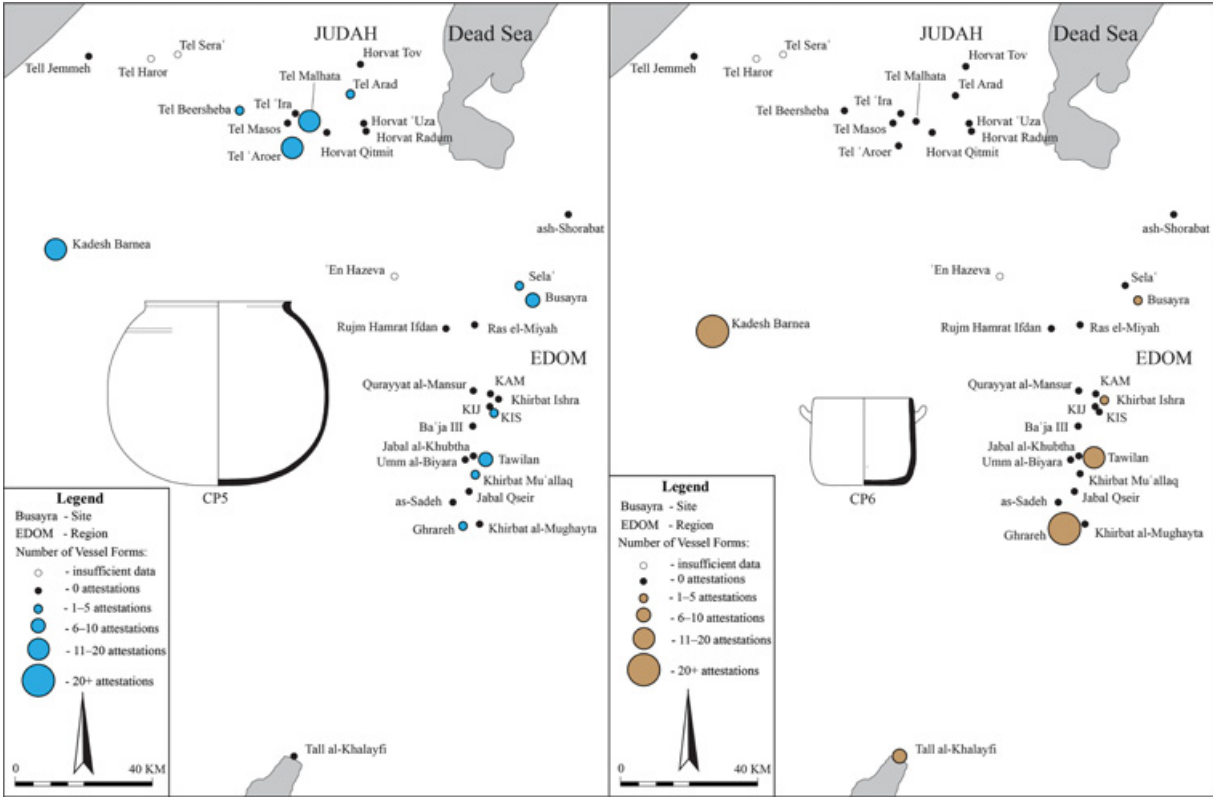 JUDAH
Dead Sea
Tell Jemmeh
Tel Haror
Tel Sera῾
Horvat Tov
Tel Malhata
Tel Arad
Tel Beersheba
Tel ῾Ira
Tel Masos
Horvat ῾Uza
Horvat Radum
Tel ῾Aroer
Horvat Qitmit
ash-Shorabat
Kadesh Barnea
῾En Hazeva
Sela῾
Busayra
Rujm Hamrat Ifdan
Ras el-Miyah
EDOM
Qurayyat al-Mansur
KAM
Khirbat Ishra
KIJ
KIS
Ba῾ja III
Jabal al-Khubtha
Umm al-Biyara
Tawilan
Khirbat Mu῾allaq
as-Sadeh
Jabal Qseir
Ghrareh
Khirbat al-Mughayta
CP5
Legend
Busayra - Site
EDOM - Region
Number of Vessel Forms:
- insufficient data
- 0 attestations
- 1–5 attestations
- 6–10 attestations
- 11–20 attestations
- 20+ attestations
0 40 KM
Tall al-Khalayfi
JUDAH
Dead Sea
Tell Jemmeh
Tel Haror
Tel Sera῾
Horvat Tov
Tel Malhata
Tel Arad
Tel Beersheba
Tel ῾Ira
Tel Masos
Horvat ῾Uza
Horvat Radum
Tel ῾Aroer
Horvat Qitmit
ash-Shorabat
῾En Hazeva
Sela῾
Busayra
Kadesh Barnea
Rujm Hamrat Ifdan
Ras el-Miyah
EDOM
Qurayyat al-Mansur
KAM
Khirbat Ishra
KIJ
KIS
Ba῾ja III
Jabal al-Khubtha
Umm al-Biyara
Tawilan
Khirbat Mu῾allaq
as-Sadeh
Jabal Qseir
Ghrareh
Khirbat al-Mughayta
CP6
Legend
Busayra - Site
EDOM - Region
Number of Vessel Forms:
- insufficient data
- 0 attestations
- 1–5 attestations
- 6–10 attestations
- 11–20 attestations
- 20+ attestations
0 40 KM
Tall al-Khalayfi